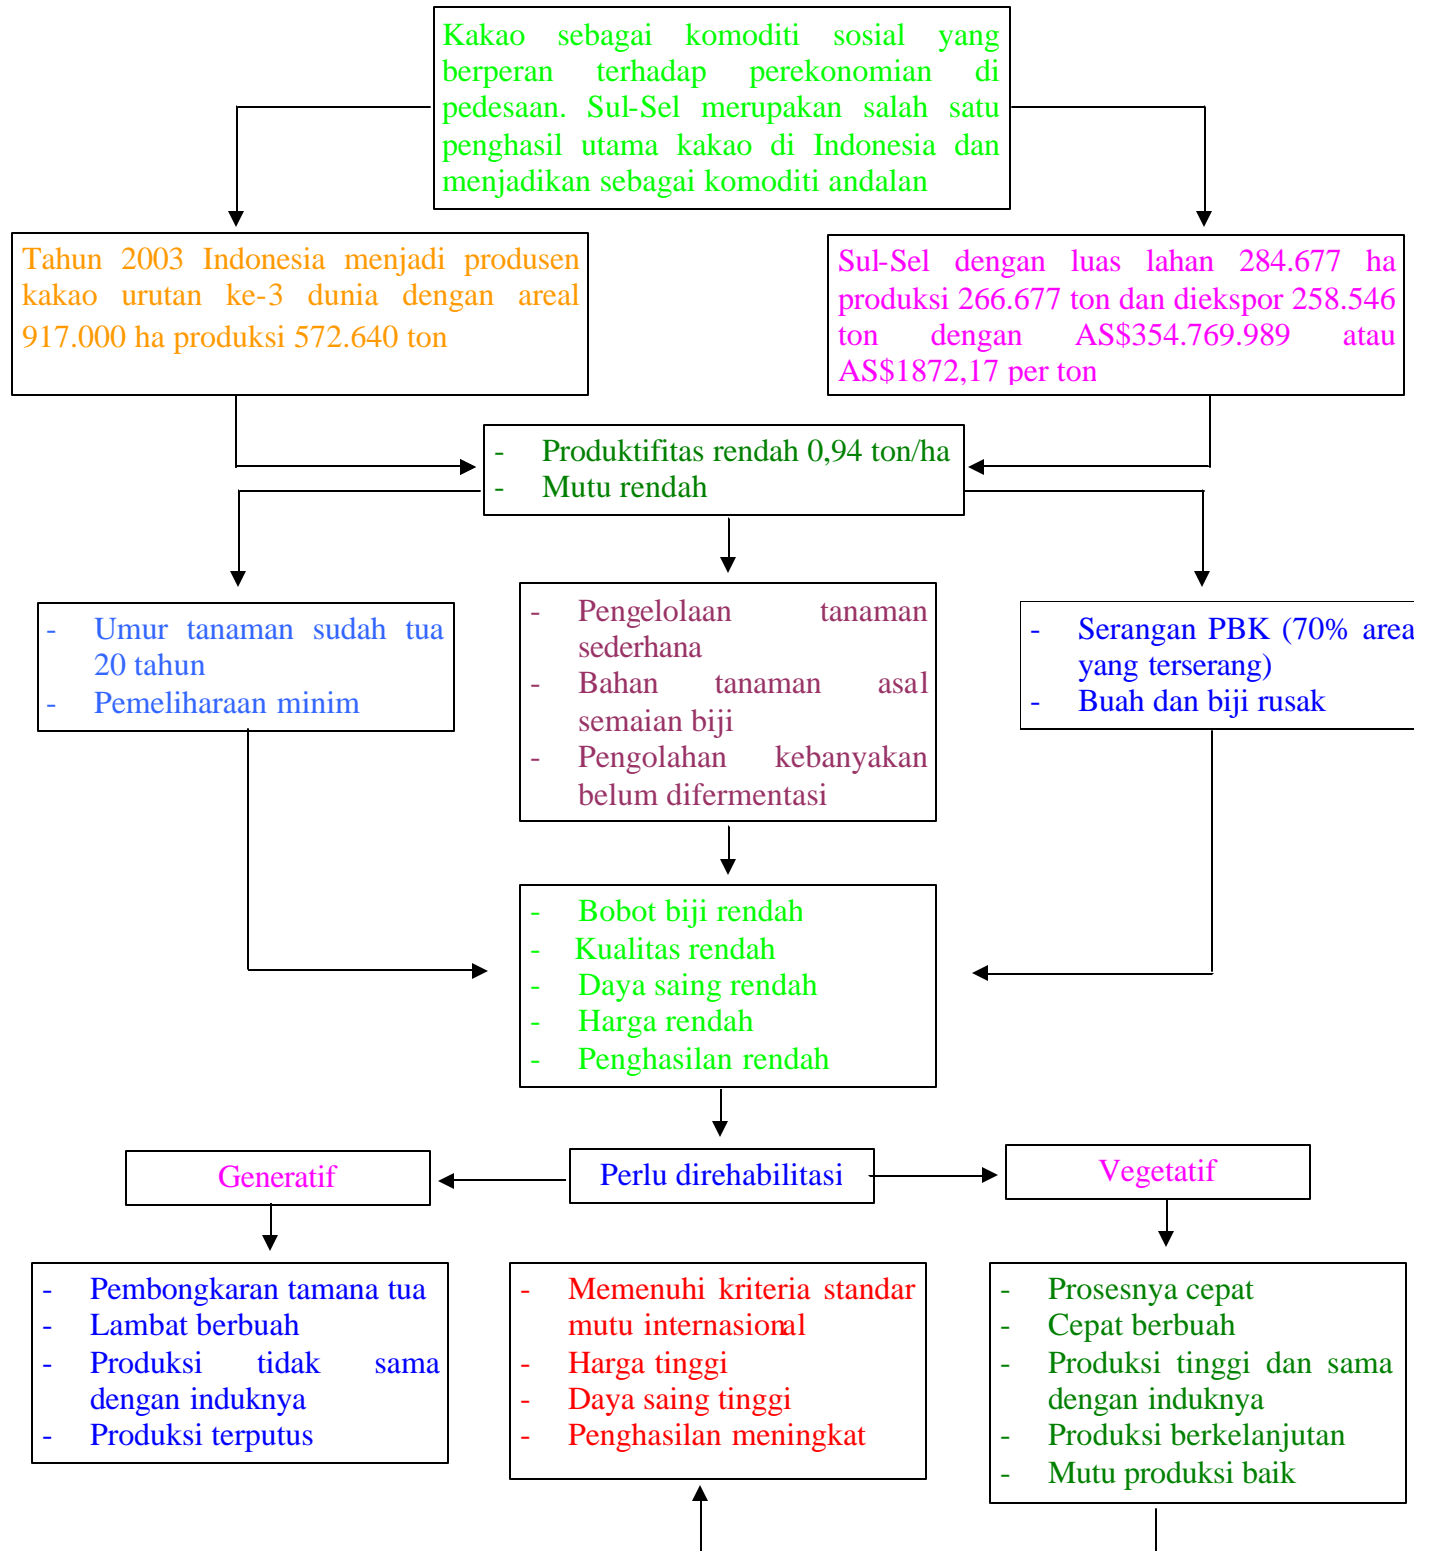 Kakao sebagai komoditi sosial yang
berperan terhadap perekonomian di
pedesaan. Sul-Sel merupakan salah satu
penghasil utama kakao di Indonesia dan
menjadikan sebagai komoditi andalan
Tahun 2003 Indonesia menjadi produsen
kakao urutan ke-3 dunia dengan areal
917.000 ha produksi 572.640 ton
Sul-Sel dengan luas lahan 284.677 ha
produksi 266.677 ton dan diekspor 258.546
ton dengan AS$354.769.989 atau
AS$1872,17 per ton
- Produktifitas rendah 0,94 ton/ha
- Mutu rendah
- Umur tanaman sudah tua
20 tahun
- Pemeliharaan minim
- Pengelolaan tanaman
sederhana
- Bahan tanaman asal
semaian biji
- Pengolahan kebanyakan
belum difermentasi
- Serangan PBK (70% area
yang terserang)
- Buah dan biji rusak
- Bobot biji rendah
- Kualitas rendah
- Daya saing rendah
- Harga rendah
- Penghasilan rendah
Generatif
Perlu direhabilitasi
Vegetatif
- Pembongkaran tamana tua
- Lambat berbuah
- Produksi tidak sama
dengan induknya
- Produksi terputus
- Memenuhi kriteria standar
mutu internasional
- Harga tinggi
- Daya saing tinggi
- Penghasilan meningkat
- Prosesnya cepat
- Cepat berbuah
- Produksi tinggi dan sama
dengan induknya
- Produksi berkelanjutan
- Mutu produksi baik